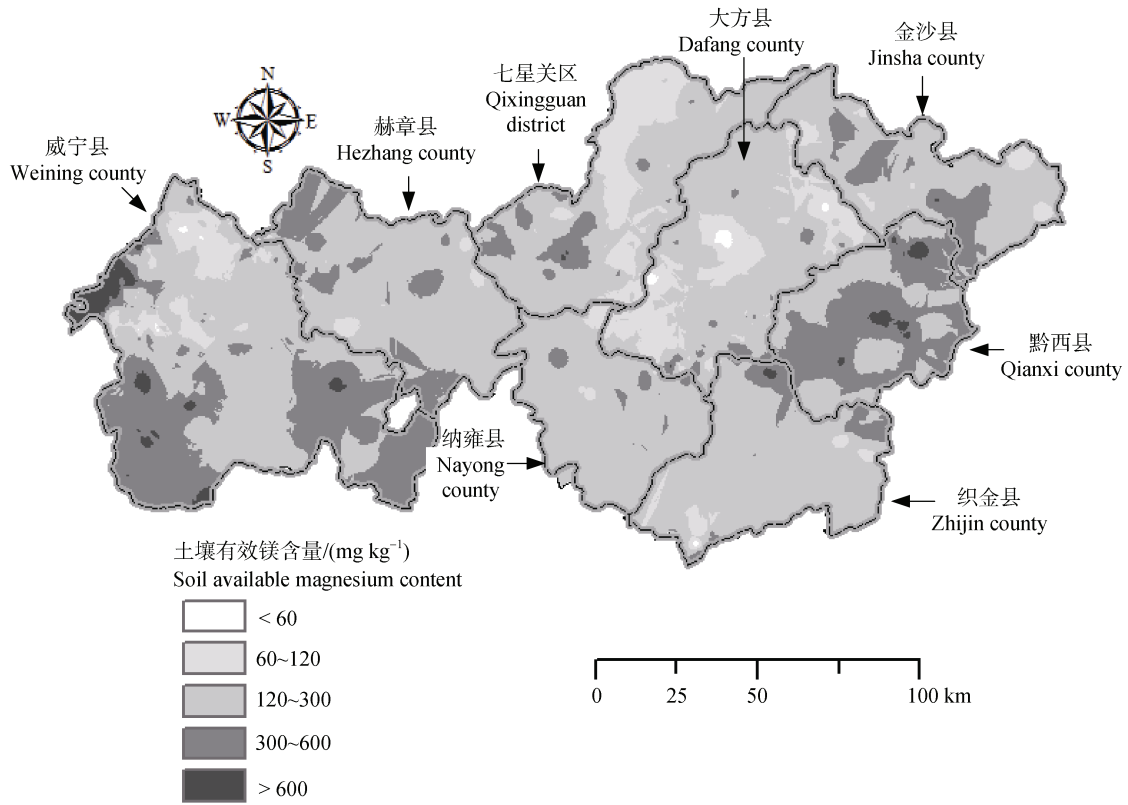 大方县
Dafang county
金沙县
Jinsha county
七星关区
Qixingguan
district
赫章县
Hezhang county
威宁县
Weining county
N
W
E
S
黔西县
Qianxi county
纳雍县
Nayong
county
织金县
Zhijin county
土壤有效镁含量/(mg kg⁻¹)
Soil available magnesium content
< 60
60~120
120~300
300~600
> 600
0 25 50 100 km